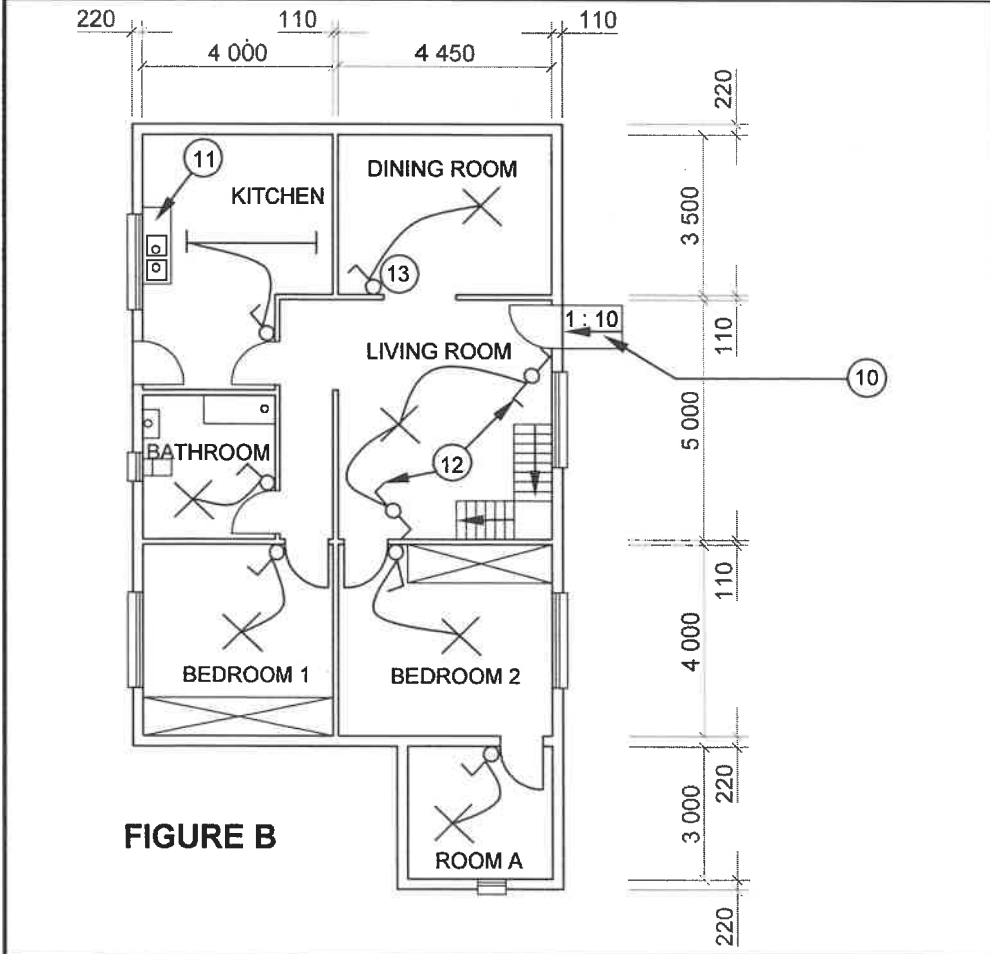 220
110
110
4 000
4 450
220
11
DINING ROOM
KITCHEN
3 500
13
1 : 10
110
LIVING ROOM
10
5 000
BATHROOM
12
110
4 000
BEDROOM 1
BEDROOM 2
220
3 000
FIGURE B
ROOM A
220